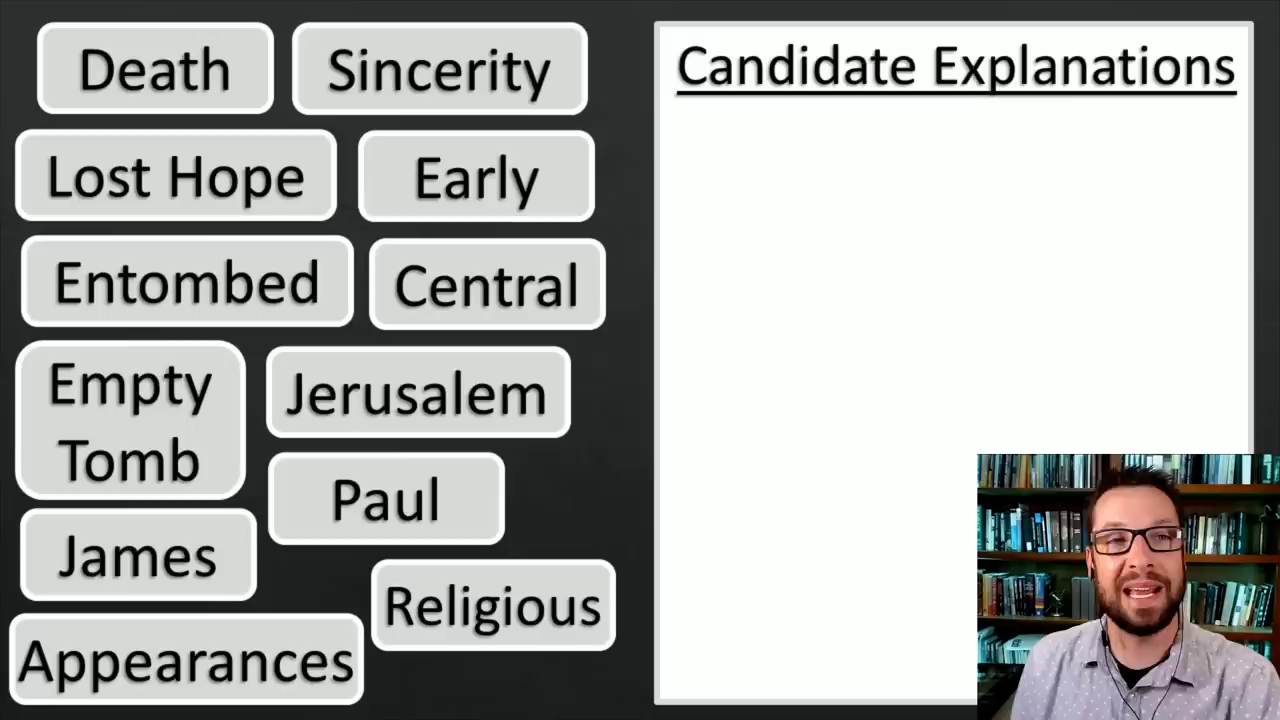 Death
Sincerity
Lost Hope
Early
Entombed
Central
Empty
Tomb
Jerusalem
Paul
James
Religious
Appearances
Candidate Explanations